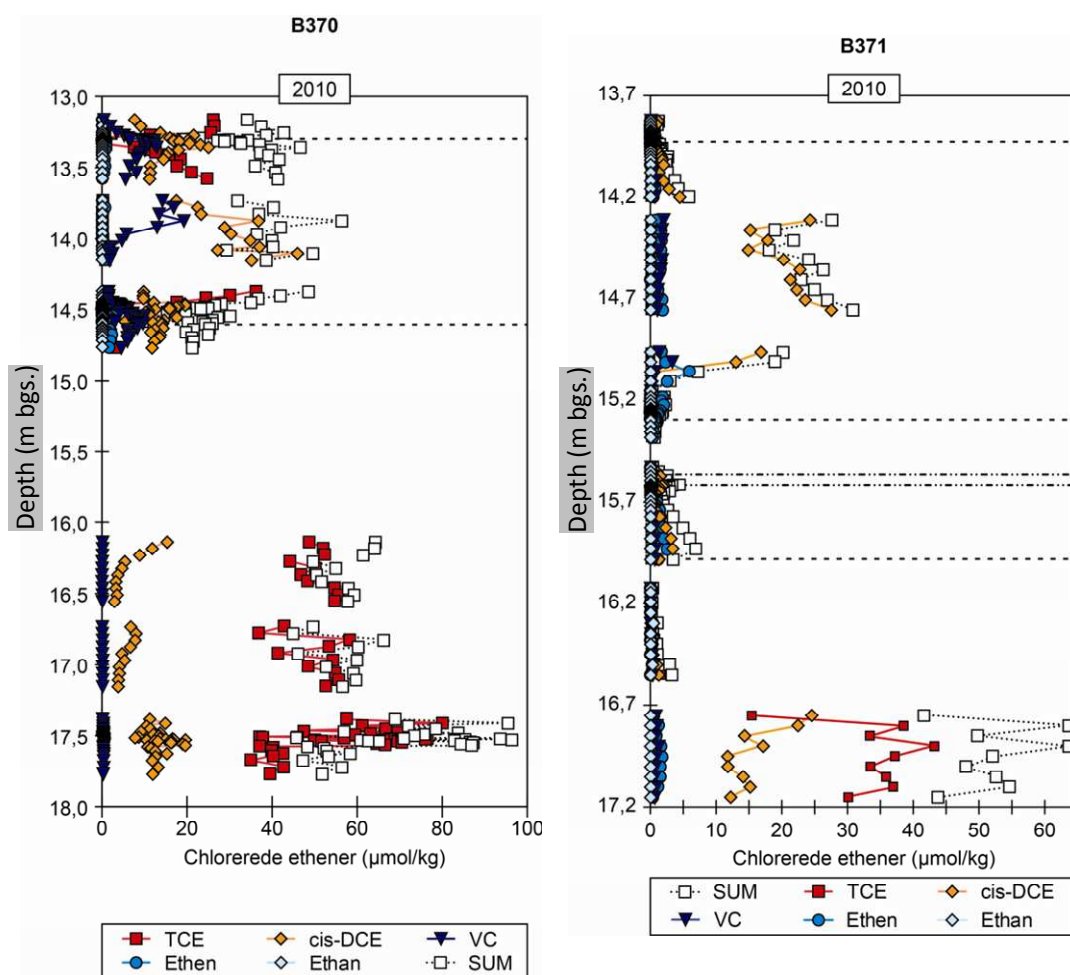 B370
2010
13,0
13,5
14,0
14,5
15,0
15,5
16,0
16,5
17,0
17,5
18,0
Depth (m bgs.)
0 20 40 60 80 100
Chlorerede ethener (µmol/kg)
TCE cis-DCE VC
Ethen Ethan SUM
B371
2010
13,7
14,2
14,7
15,2
15,7
16,2
16,7
17,2
Depth (m bgs.)
0 10 20 30 40 50 60
Chlorerede ethener (µmol/kg)
SUM TCE cis-DCE
VC Ethen Ethan